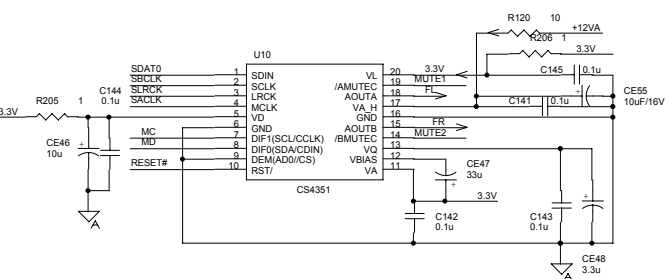 R120 10
+12VA
R206 1
3.3V
U10
SDAT0 1 SDIN VL 20 3.3V
SBCLK 2 SCLK /AMUTEC 19 MUTE1
SLRCK 3 LRCK AOUTA 18 FL
SACLK 4 MCLK VA_H 17
5 VD GND 16
6 GND AOUTB 15 FR
MC 7 DIF1(SCL/CCLK) /BMUTEC 14 MUTE2
MD 8 DIF0(SDA/CDIN) VQ 13
9 DEM(AD0//CS) VBIAS 12
RESET# 10 RST/ VA 11
CS4351
3.3V
R205 1
C144
0.1u
CE46
10u
A
C145 0.1u
CE55
10uF/16V
C141 0.1u
CE47
33u
3.3V
C142
0.1u
C143
0.1u
CE48
3.3u
A